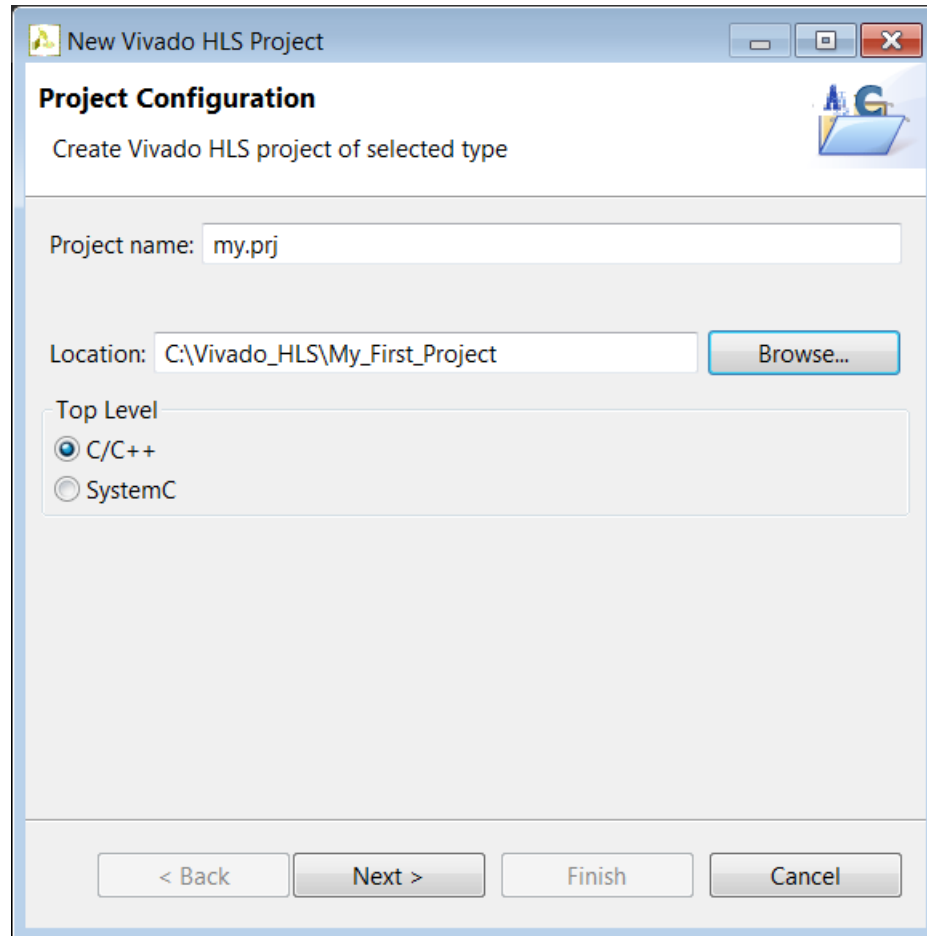 New Vivado HLS Project
Project Configuration
Create Vivado HLS project of selected type
Project name: my.prj
Location: C:\Vivado_HLS\My_First_Project Browse...
Top Level
C/C++
SystemC
< Back Next > Finish Cancel